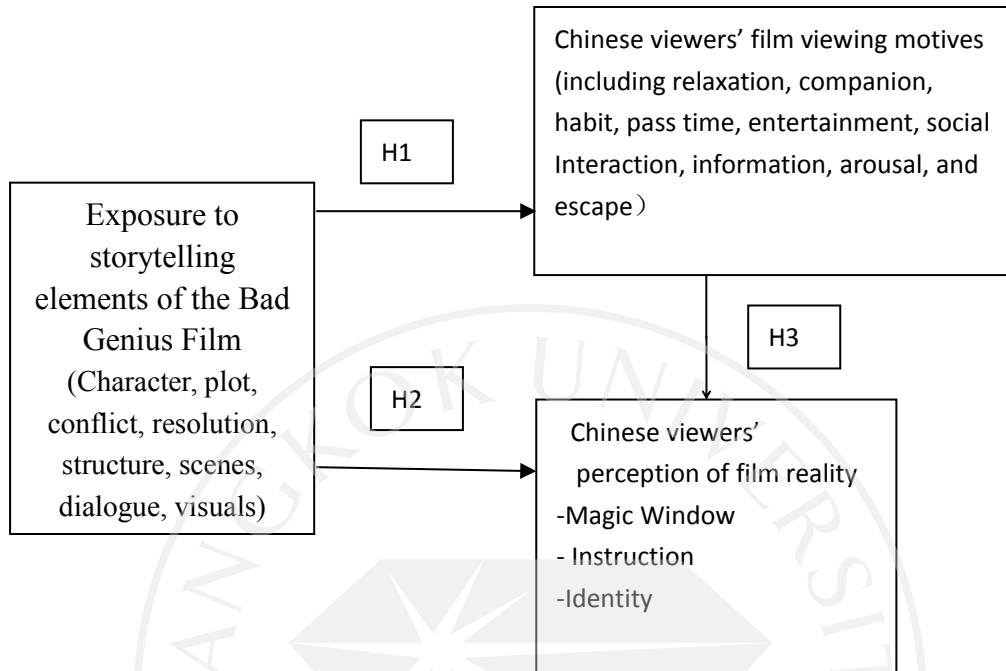 Chinese viewers’ film viewing motives
(including relaxation, companion,
habit, pass time, entertainment, social
Interaction, information, arousal, and
escape）
H1
Exposure to
storytelling
elements of the Bad
Genius Film
(Character, plot,
conflict, resolution,
structure, scenes,
dialogue, visuals)
H3
H2
Chinese viewers’
perception of film reality
-Magic Window
- Instruction
-Identity
ANGKOK UNIVERSIT